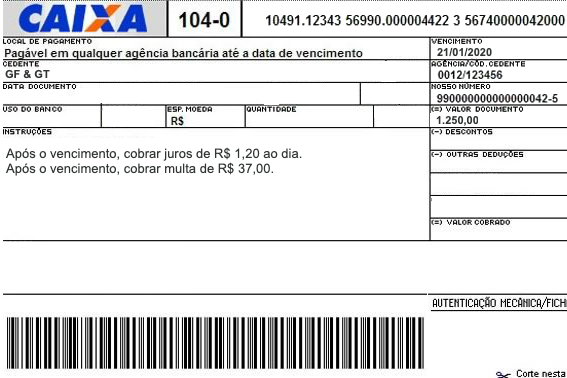 CAIXA 104-0 10491.12343 56990.000004422 3 56740000042000
LOCAL DE PAGAMENTO VENCIMENTO
Pagável em qualquer agência bancária até a data de vencimento 21/01/2020
CEDENTE AGÊNCIA/CÓD. CEDENTE
GF & GT 0012/123456
DATA DOCUMENTO NOSSO NÚMERO
990000000000000042-5
USO DO BANCO ESP. MOEDA QUANTIDADE (=) VALOR DOCUMENTO
R$ 1.250,00
INSTRUÇÕES (-) DESCONTOS
Após o vencimento, cobrar juros de R$ 1,20 ao dia.
(-) OUTRAS DEDUÇÕES
Após o vencimento, cobrar multa de R$ 37,00.
(=) VALOR COBRADO
AUTENTICAÇÃO MECÂNICA/FICH
Corte nesta